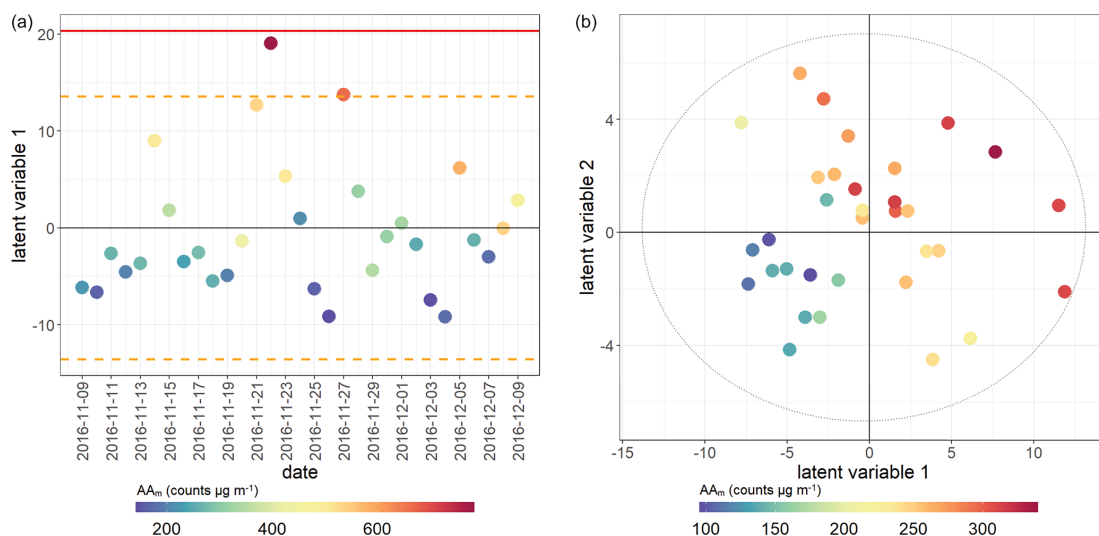 (a)
latent variable 1
20
10
0
-10
2016-11-09
2016-11-11
2016-11-13
2016-11-15
2016-11-17
2016-11-19
2016-11-21
2016-11-23
2016-11-25
2016-11-27
2016-11-29
2016-12-01
2016-12-03
2016-12-05
2016-12-07
2016-12-09
date
AAₘ (counts µg m⁻¹)
200 400 600
(b)
latent variable 2
4
0
-4
-15 -10 -5 0 5 10
latent variable 1
AAₘ (counts µg m⁻¹)
100 150 200 250 300